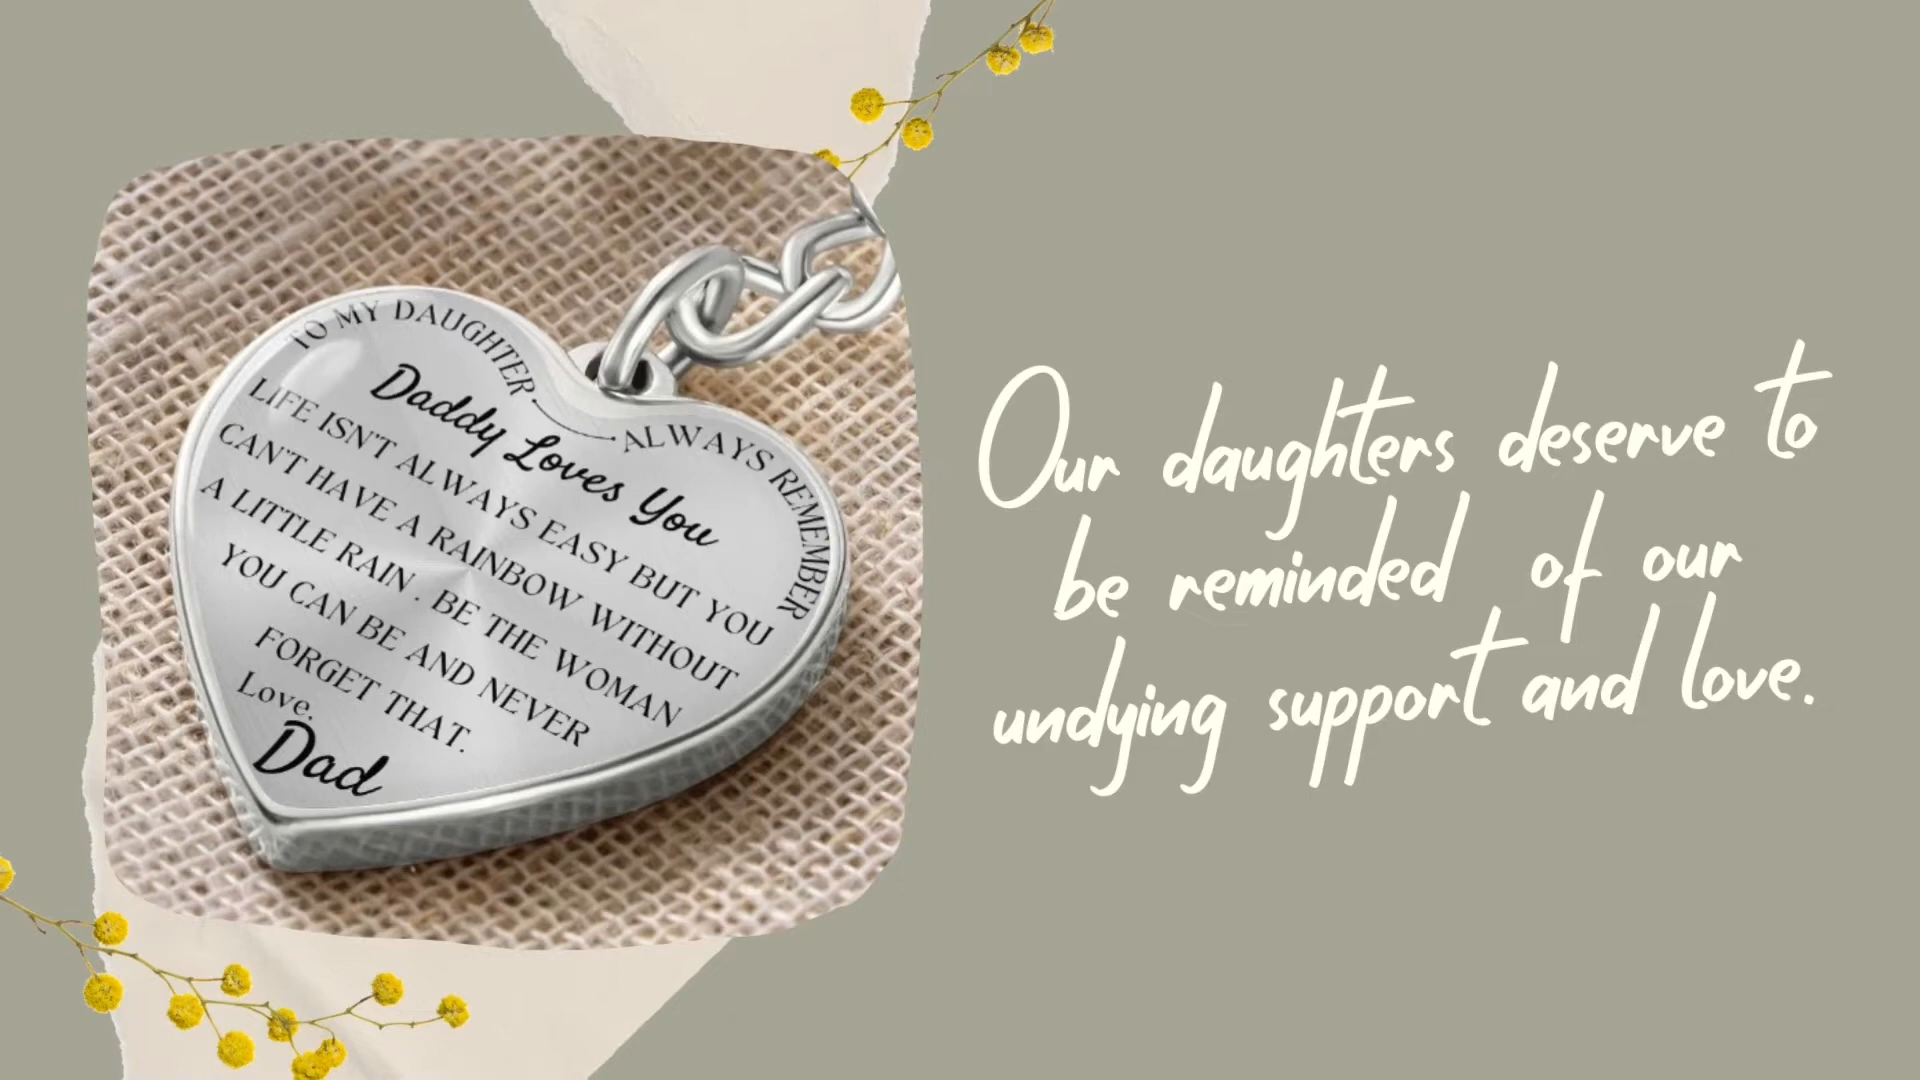 TO MY DAUGHTER
ALWAYS REMEMBER
Daddy Loves You
LIFE ISN'T ALWAYS EASY BUT YOU
CAN'T HAVE A RAINBOW WITHOUT
A LITTLE RAIN . BE THE WOMAN
YOU CAN BE AND NEVER
FORGET THAT.
Love,
Dad
Our daughters deserve to
be reminded of our
undying support and love.